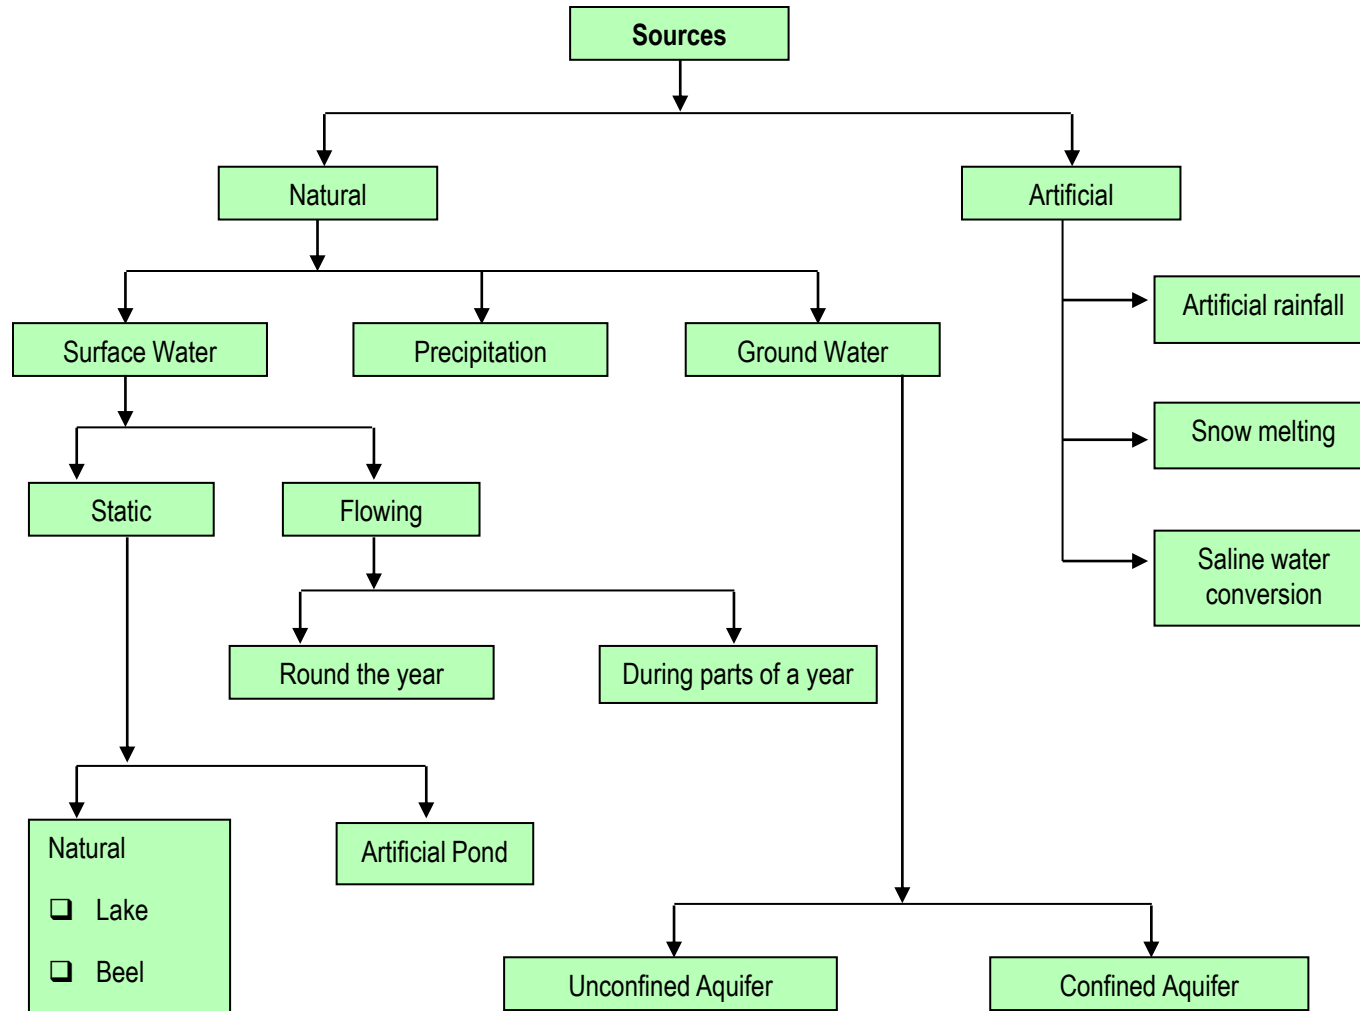 Sources
Natural
Artificial
Artificial rainfall
Surface Water
Precipitation
Ground Water
Snow melting
Static
Flowing
Saline water
conversion
Round the year
During parts of a year
Natural
❑ Lake
❑ Beel
Artificial Pond
Unconfined Aquifer
Confined Aquifer